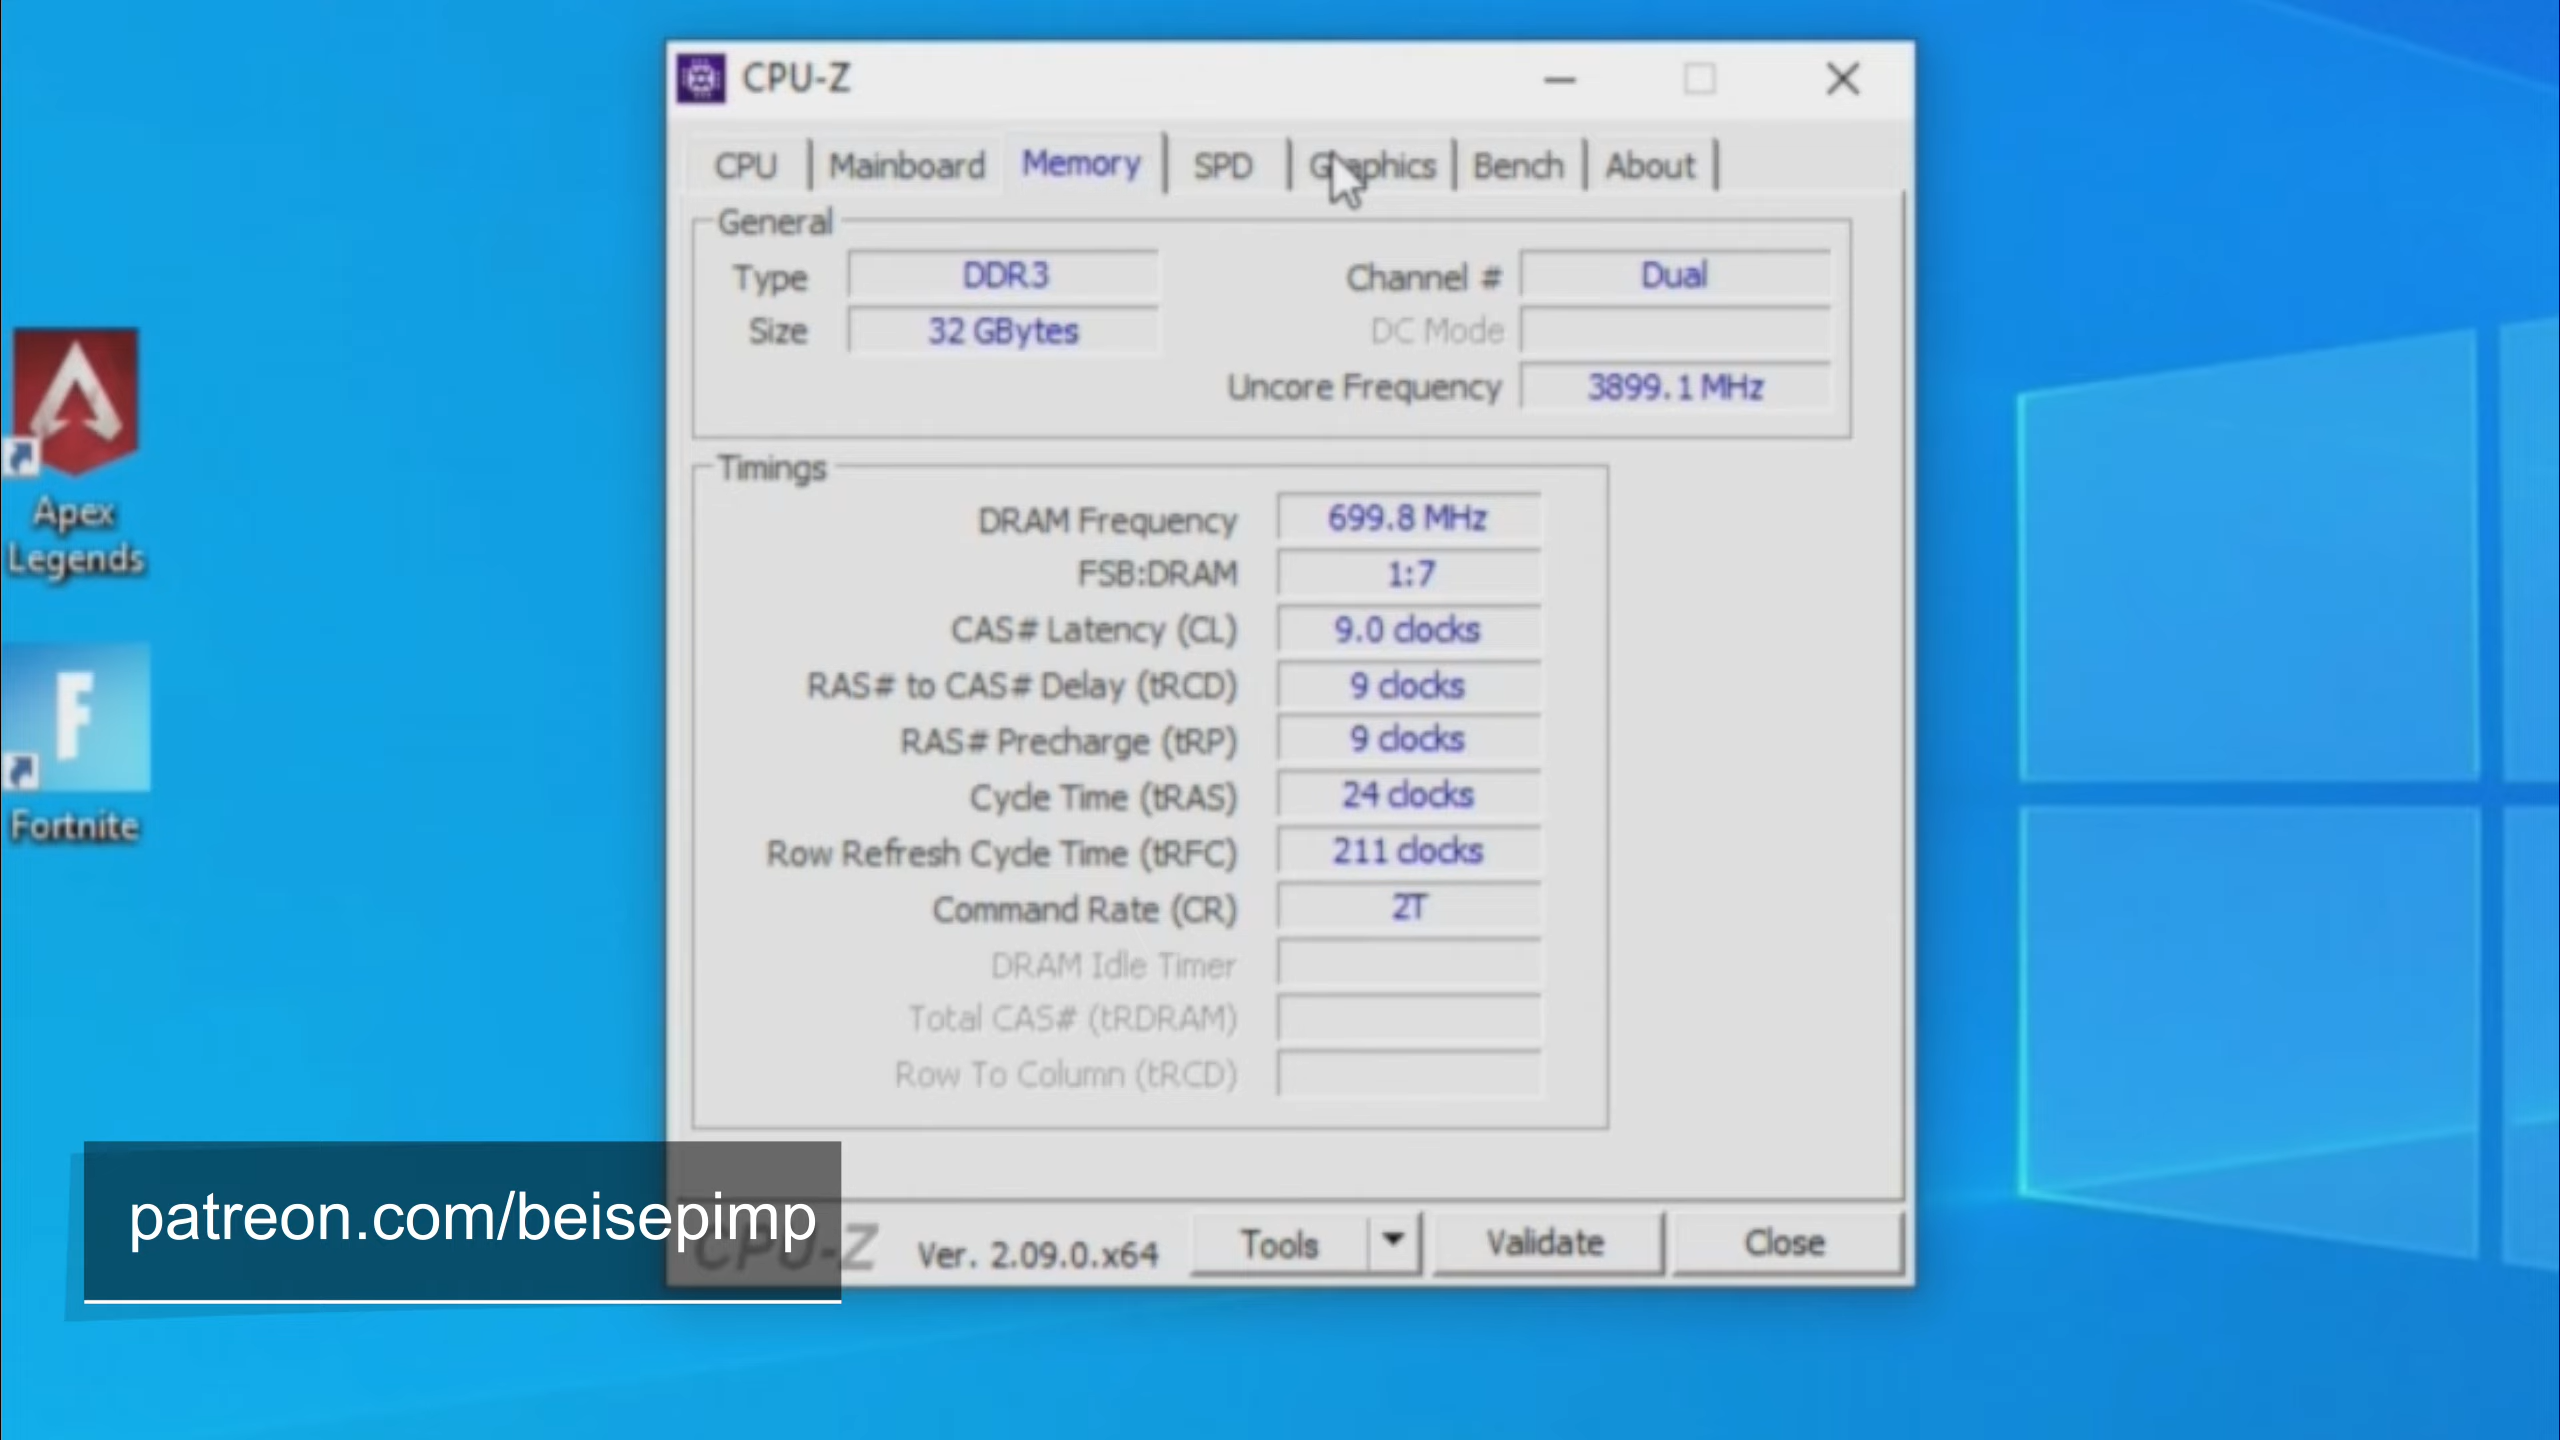 CPU-Z
CPU Mainboard Memory SPD Graphics Bench About
General
Type DDR3 Channel # Dual
Size 32 GBytes DC Mode
Uncore Frequency 3899.1 MHz
Timings
DRAM Frequency 699.8 MHz
FSB:DRAM 1:7
CAS# Latency (CL) 9.0 clocks
RAS# to CAS# Delay (tRCD) 9 clocks
RAS# Precharge (tRP) 9 clocks
Cycle Time (tRAS) 24 clocks
Row Refresh Cycle Time (tRFC) 211 clocks
Command Rate (CR) 2T
DRAM Idle Timer
Total CAS# (tRDRAM)
Row To Column (tRCD)
CPU-Z Ver. 2.09.0.x64 Tools Validate Close
Apex
Legends
F
Fortnite
patreon.com/beisepimp